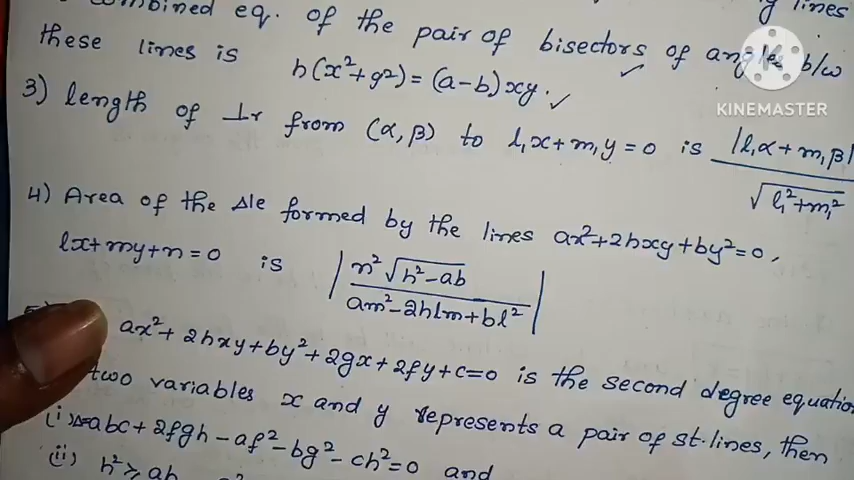 combined eq. of the pair of bisectors of angles b/w
lines
these lines is h(x²+y²) = (a-b)xy.
3) length of ⊥r from (α, β) to l₁x+m₁y=0 is |l₁α+m₁β| / √(l₁²+m₁²)
4) Area of the Δle formed by the lines ax²+2hxy+by²=0,
lx+my+n=0 is | n²√(h²-ab) / (am²-2hlm+bl²) |
ax²+2hxy+by²+2gx+2fy+c=0 is the second degree equation
two variables x and y represents a pair of st.lines, then
(i) Δ=abc+2fgh-af²-bg²-ch²=0 and
(ii) h²≥ab
KINEMASTER